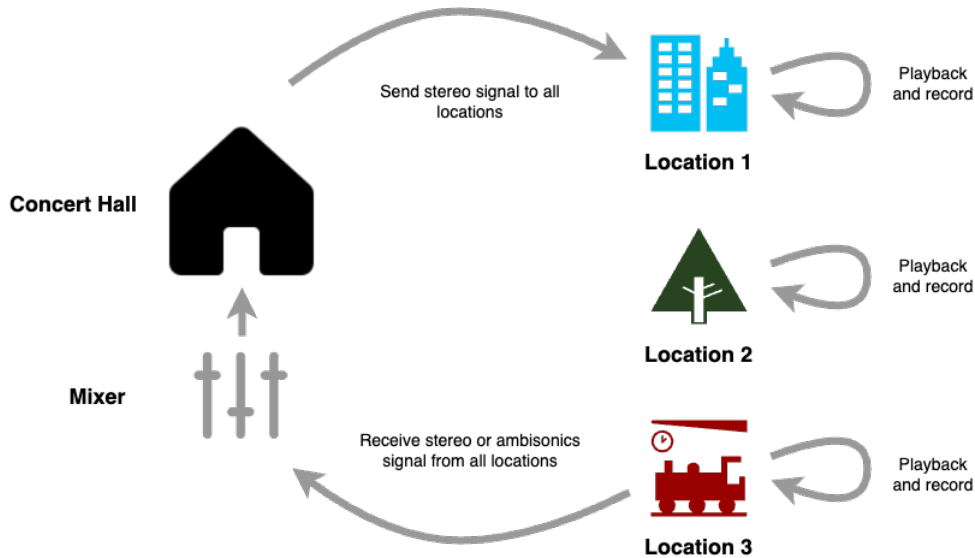 Send stereo signal to all
locations
Playback
and record
Location 1
Concert Hall
Playback
and record
Location 2
Mixer
Receive stereo or ambisonics
signal from all locations
Playback
and record
Location 3